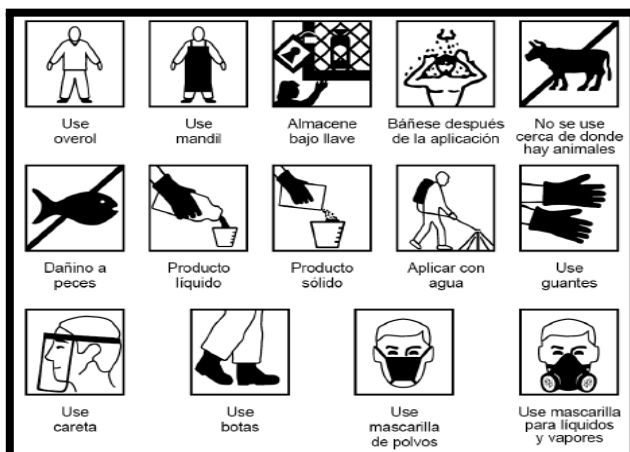 Use
overol
Use
mandil
Almacene
bajo llave
Báñese después
de la aplicación
No se use
cerca de donde
hay animales
Dañino a
peces
Producto
líquido
Producto
sólido
Aplicar con
agua
Use
guantes
Use
careta
Use
botas
Use
mascarilla
de polvos
Use mascarilla
para líquidos
y vapores